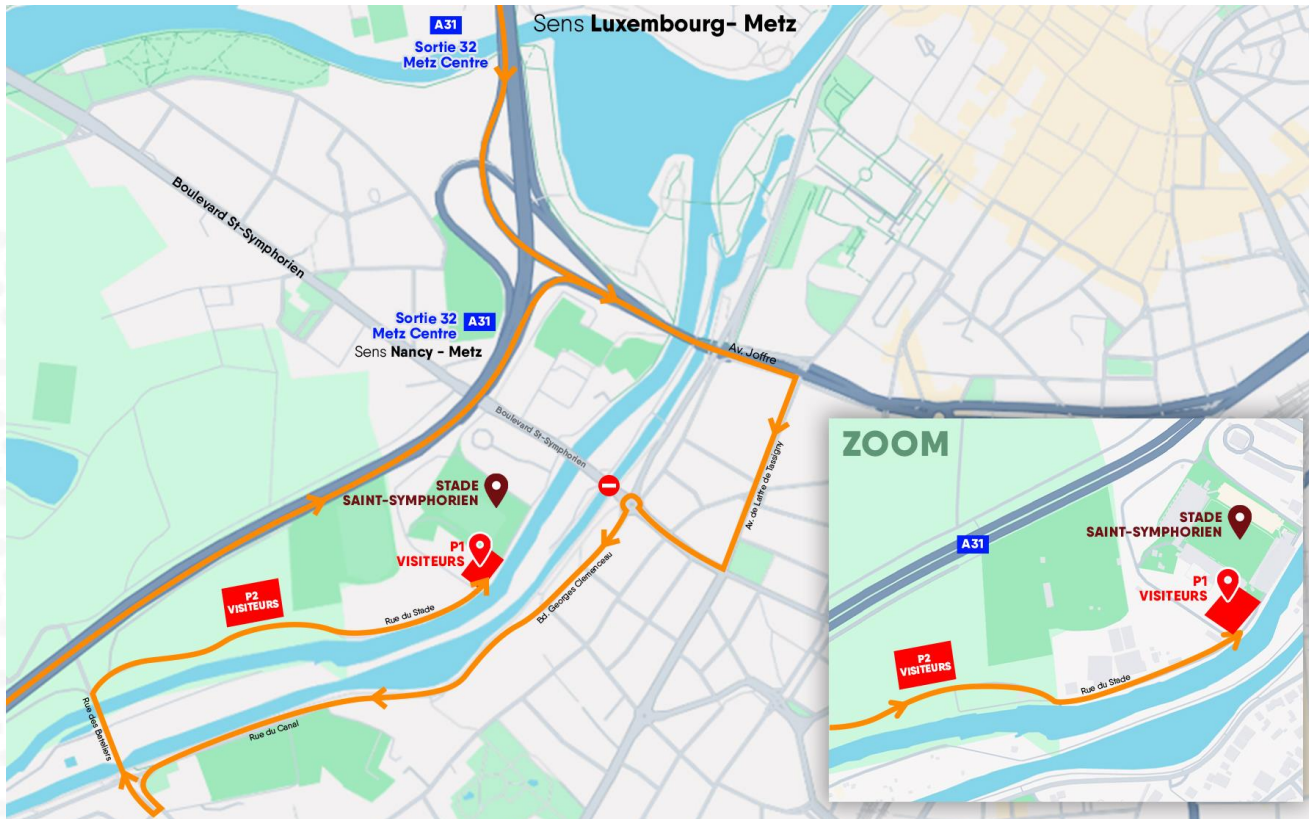 Sens Luxembourg- Metz
A31
Sortie 32
Metz Centre
Boulevard St-Symphorien
Sortie 32
Metz Centre
A31
Sens Nancy - Metz
Av. Joffre
Boulevard St-Symphorien
Av. de Lattre de Tassigny
STADE
SAINT-SYMPHORIEN
P1
VISITEURS
P2
VISITEURS
Rue du Stade
Bd. Georges Clemenceau
Rue des Bateliers
Rue du Canal
ZOOM
A31
STADE
SAINT-SYMPHORIEN
P1
VISITEURS
P2
VISITEURS
Rue du Stade